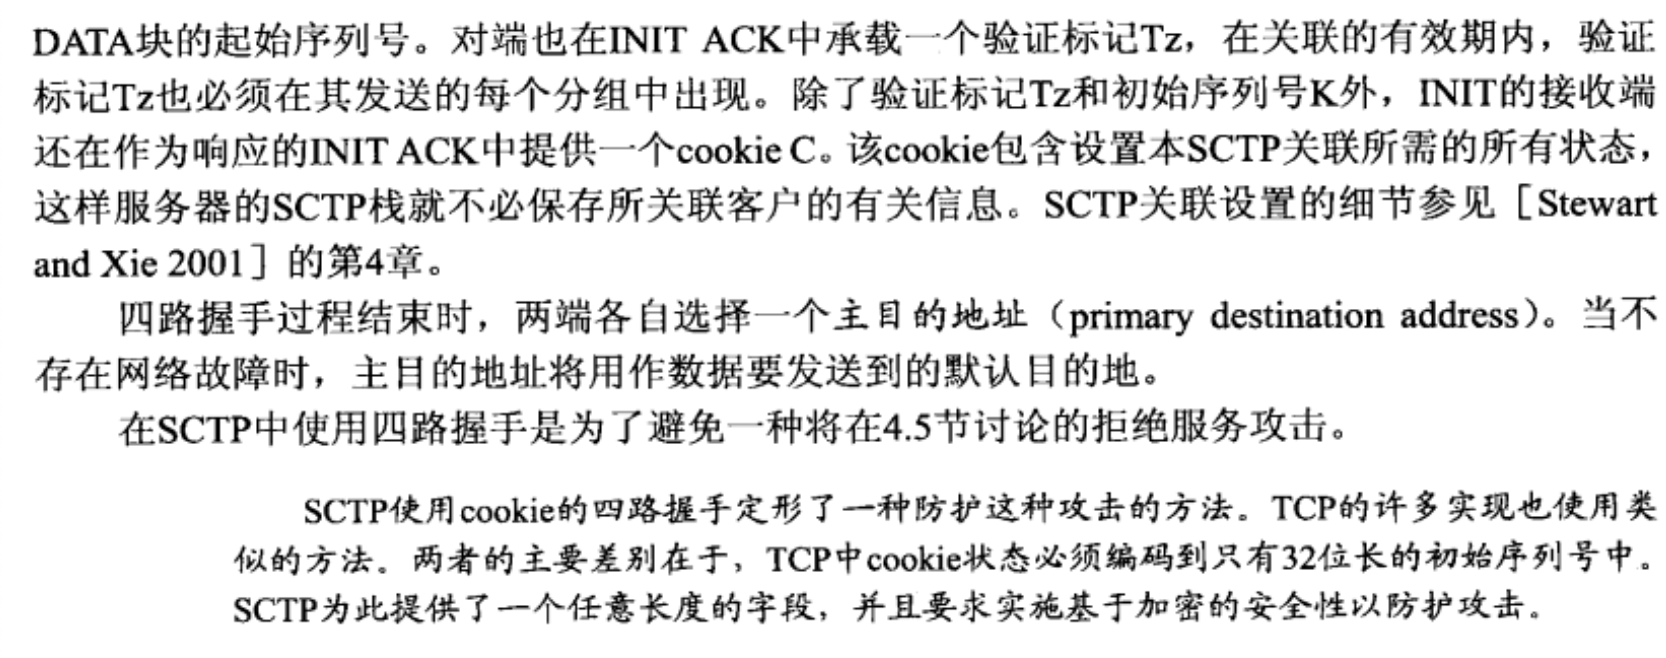 DATA块的起始序列号。对端也在INIT ACK中承载一个验证标记Tz，在关联的有效期内，验证
标记Tz也必须在其发送的每个分组中出现。除了验证标记Tz和初始序列号K外，INIT的接收端
还在作为响应的INIT ACK中提供一个cookie C。该cookie包含设置本SCTP关联所需的所有状态，
这样服务器的SCTP栈就不必保存所关联客户的有关信息。SCTP关联设置的细节参见［Stewart
and Xie 2001］的第4章。
四路握手过程结束时，两端各自选择一个主目的地址（primary destination address）。当不
存在网络故障时，主目的地址将用作数据要发送到的默认目的地。
在SCTP中使用四路握手是为了避免一种将在4.5节讨论的拒绝服务攻击。
SCTP使用cookie的四路握手定形了一种防护这种攻击的方法。TCP的许多实现也使用类
似的方法。两者的主要差别在于，TCP中cookie状态必须编码到只有32位长的初始序列号中。
SCTP为此提供了一个任意长度的字段，并且要求实施基于加密的安全性以防护攻击。